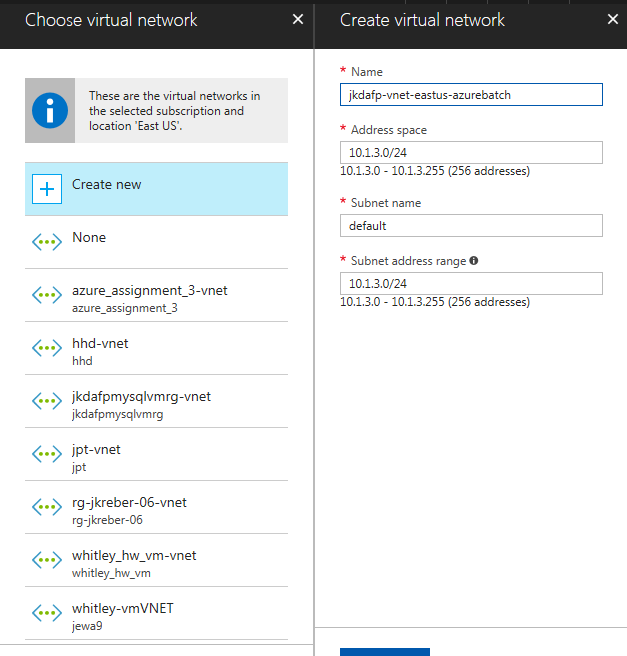 Choose virtual network
These are the virtual networks in
the selected subscription and
location 'East US'.
Create new
None
azure_assignment_3-vnet
azure_assignment_3
hhd-vnet
hhd
jkdafpmysqlvmrg-vnet
jkdafpmysqlvmrg
jpt-vnet
jpt
rg-jkreber-06-vnet
rg-jkreber-06
whitley_hw_vm-vnet
whitley_hw_vm
whitley-vmVNET
jewa9
Create virtual network
* Name
jkdafp-vnet-eastus-azurebatch
* Address space
10.1.3.0/24
10.1.3.0 - 10.1.3.255 (256 addresses)
* Subnet name
default
* Subnet address range
10.1.3.0/24
10.1.3.0 - 10.1.3.255 (256 addresses)